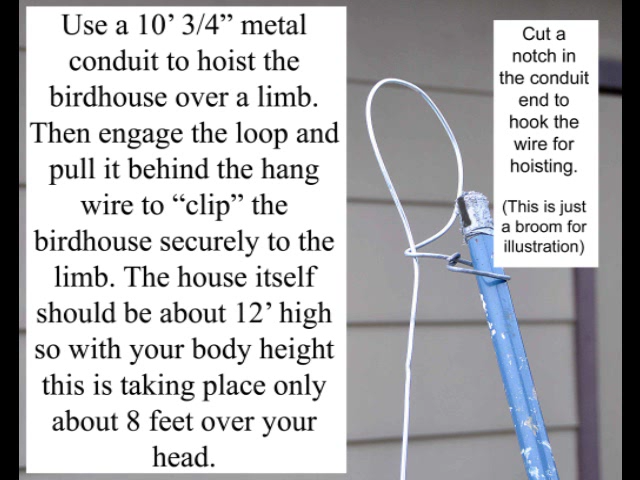 Use a 10’ 3/4” metal
conduit to hoist the
birdhouse over a limb.
Then engage the loop and
pull it behind the hang
wire to “clip” the
birdhouse securely to the
limb. The house itself
should be about 12’ high
so with your body height
this is taking place only
about 8 feet over your
head.
Cut a
notch in
the conduit
end to
hook the
wire for
hoisting.
(This is just
a broom for
illustration)